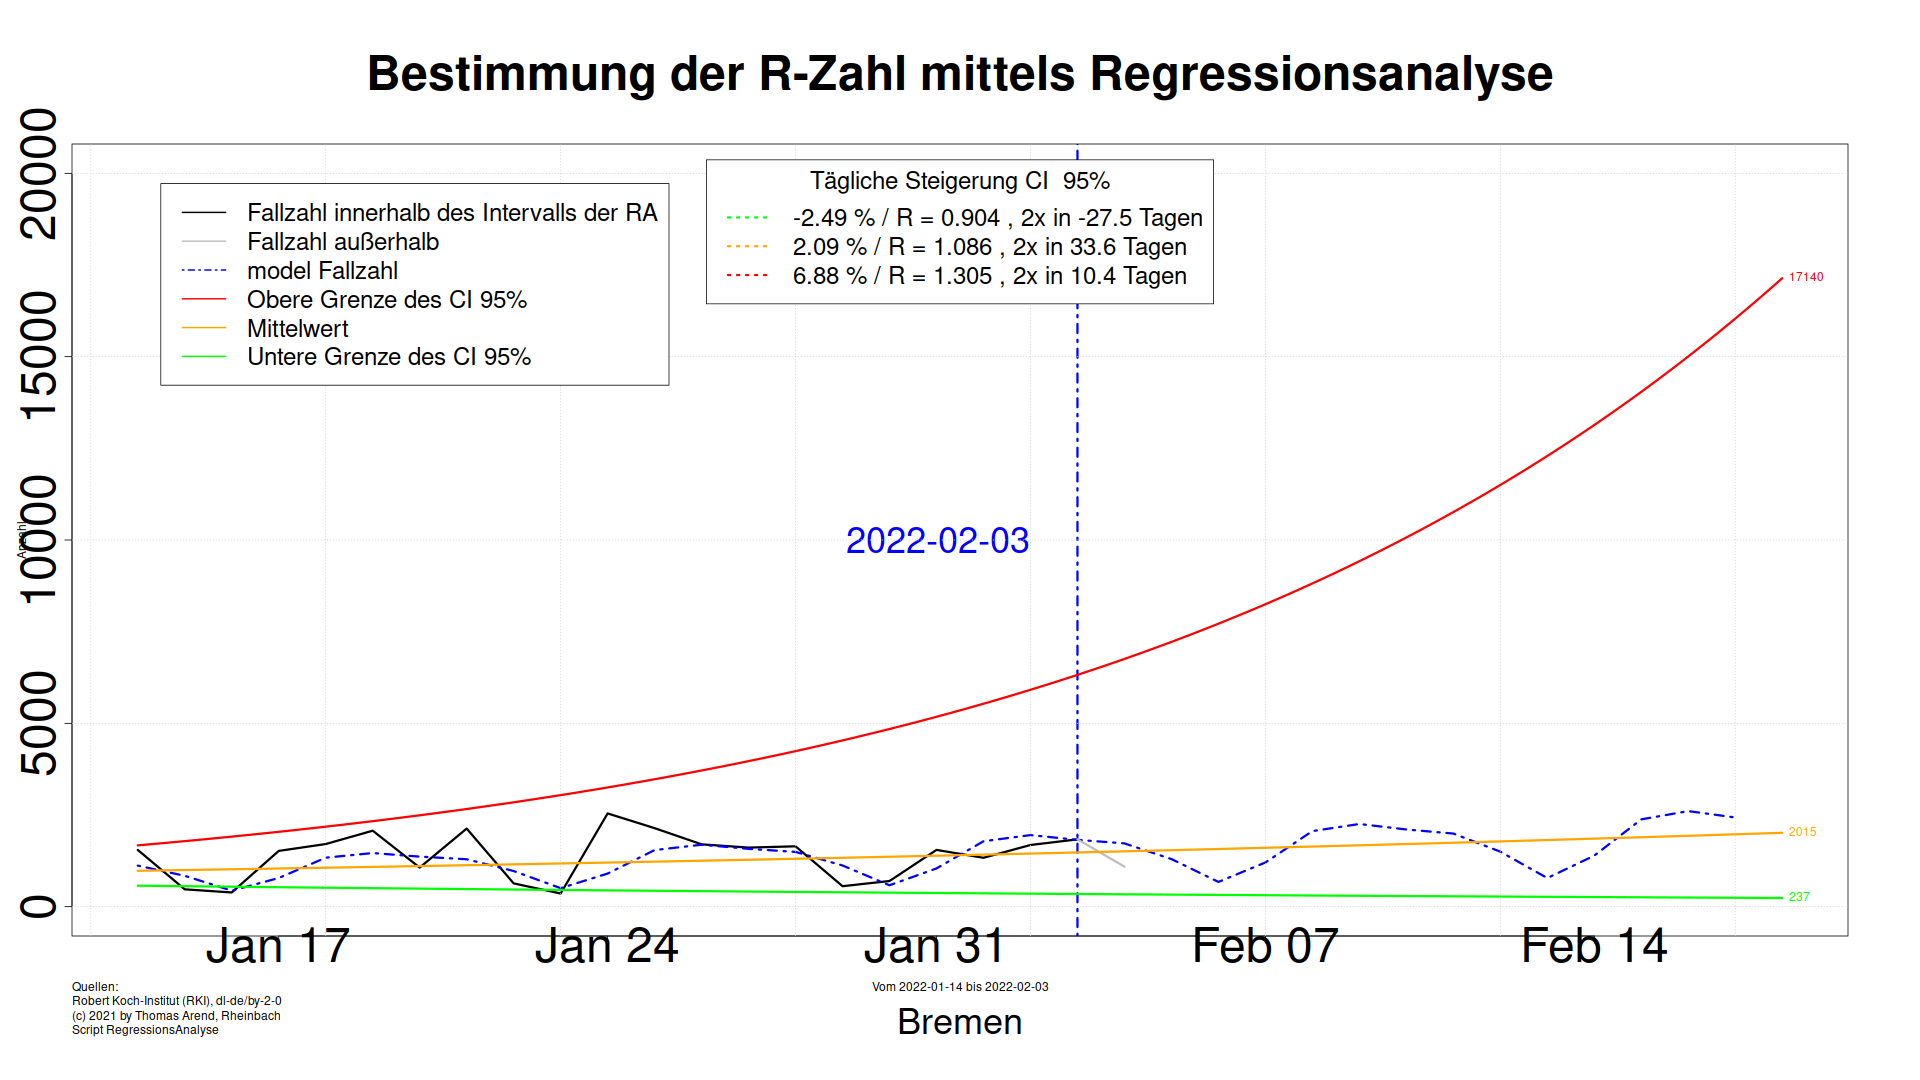 Bestimmung der R-Zahl mittels Regressionsanalyse
20000
15000
10000
5000
0
Anzahl
Fallzahl innerhalb des Intervalls der RA
Fallzahl außerhalb
model Fallzahl
Obere Grenze des CI 95%
Mittelwert
Untere Grenze des CI 95%
Tägliche Steigerung CI  95%
-2.49 % / R = 0.904 , 2x in -27.5 Tagen
2.09 % / R = 1.086 , 2x in 33.6 Tagen
6.88 % / R = 1.305 , 2x in 10.4 Tagen
17140
2022-02-03
2015
237
Jan 17
Jan 24
Jan 31
Feb 07
Feb 14
Quellen:
Robert Koch-Institut (RKI), dl-de/by-2-0
(c) 2021 by Thomas Arend, Rheinbach
Script RegressionsAnalyse
Vom 2022-01-14 bis 2022-02-03
Bremen